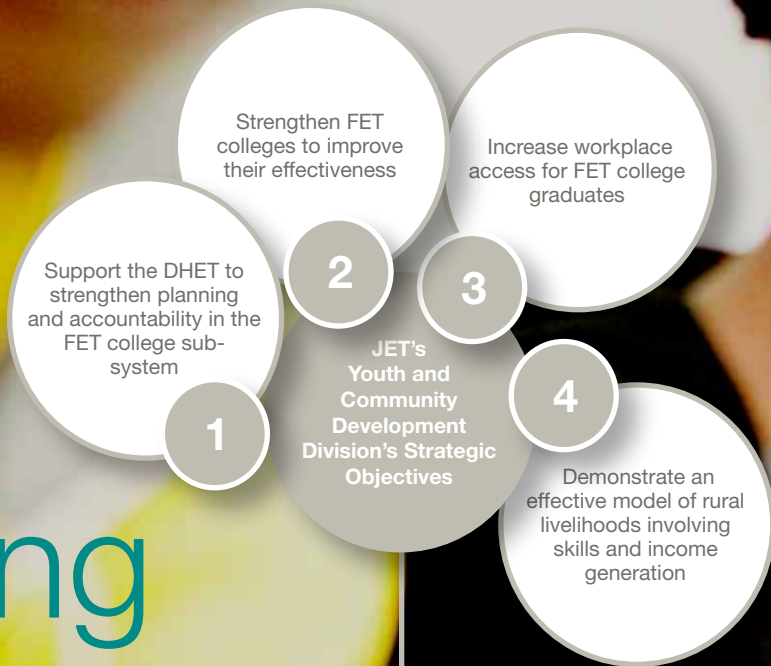 Strengthen FET
colleges to improve
their effectiveness
Increase workplace
access for FET college
graduates
Support the DHET to
strengthen planning
and accountability in the
FET college sub-
system
2
3
JET's
Youth and
Community
Development
Division's Strategic
Objectives
1
4
Demonstrate an
effective model of rural
livelihoods involving
skills and income
generation
ng